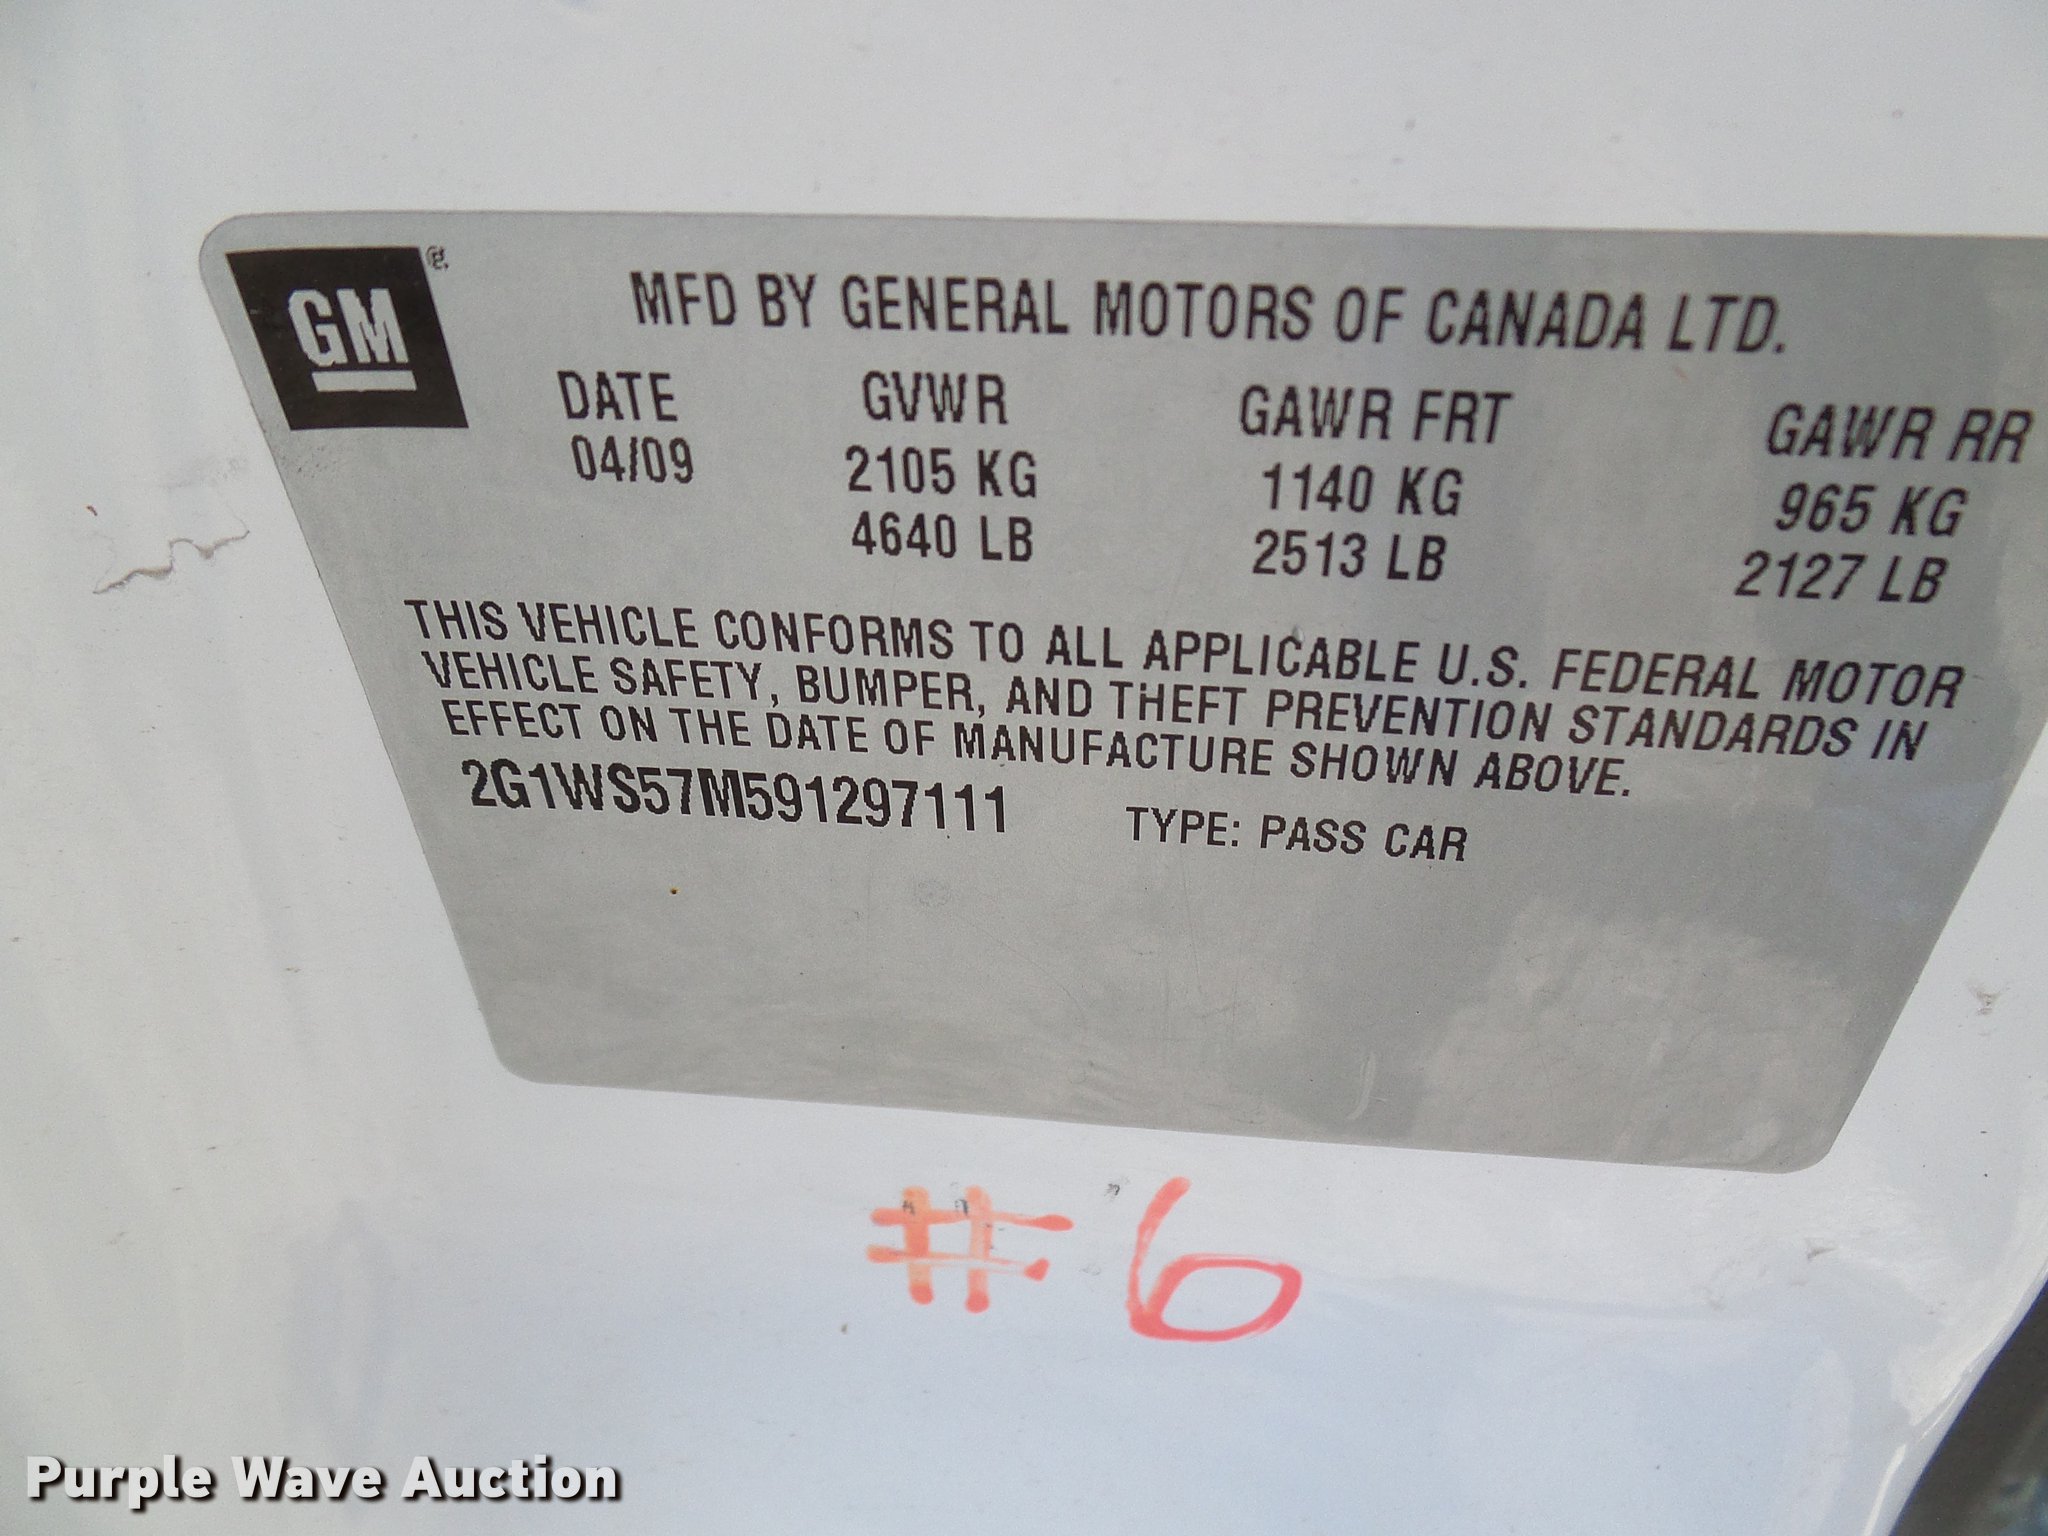 GM®
MFD BY GENERAL MOTORS OF CANADA LTD.
DATE GVWR GAWR FRT GAWR RR
04/09 2105 KG 1140 KG 965 KG
4640 LB 2513 LB 2127 LB
THIS VEHICLE CONFORMS TO ALL APPLICABLE U.S. FEDERAL MOTOR
VEHICLE SAFETY, BUMPER, AND THEFT PREVENTION STANDARDS IN
EFFECT ON THE DATE OF MANUFACTURE SHOWN ABOVE.
2G1WS57M591297111 TYPE: PASS CAR
#6
Purple Wave Auction